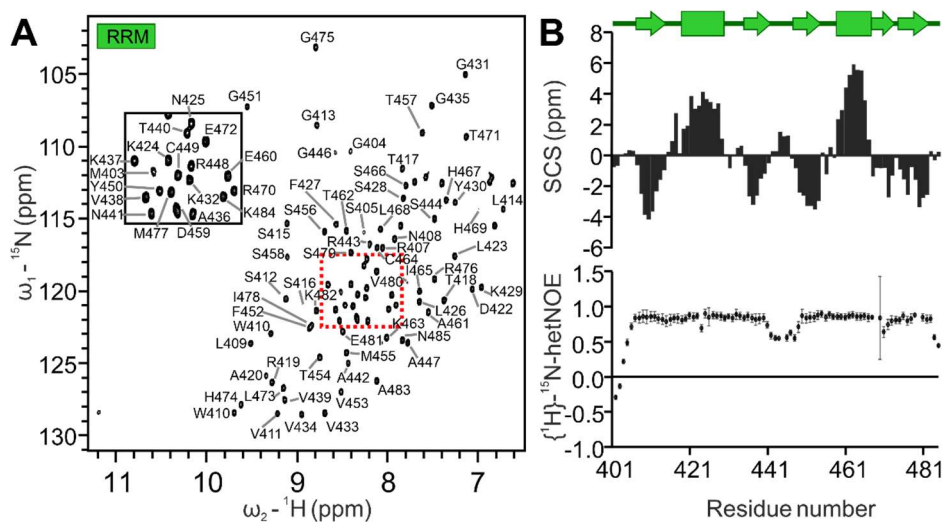 A
RRM
G475
G431
G451
G435
G413
T457
T471
G446
G404
N425
T440
E472
K424
C449
K437
M403
Y450
V438
N441
R448
E460
R470
K432
K484
A436
M477
D459
T417
S466
S428
H467
Y430
L414
S444
H469
F427
T462
S405
L468
S456
N408
R443
R407
S415
S479
C464
L423
S458
I465
R476
V480
T418
S412
S416
K482
K429
L426
D422
I478
A461
F452
K463
W410
E481
N485
L409
M455
A447
R419
T454
A442
A420
A483
L473
V439
V453
H474
W410
V411
V434
V433
105
110
115
120
125
130
ω₁ - ¹⁵N (ppm)
11 10 9 8 7
ω₂ - ¹H (ppm)
B
8
6
4
2
0
-2
-4
-6
SCS (ppm)
1.5
1.0
0.5
0.0
-0.5
-1.0
{¹H}-¹⁵N-hetNOE
401 421 441 461 481
Residue number